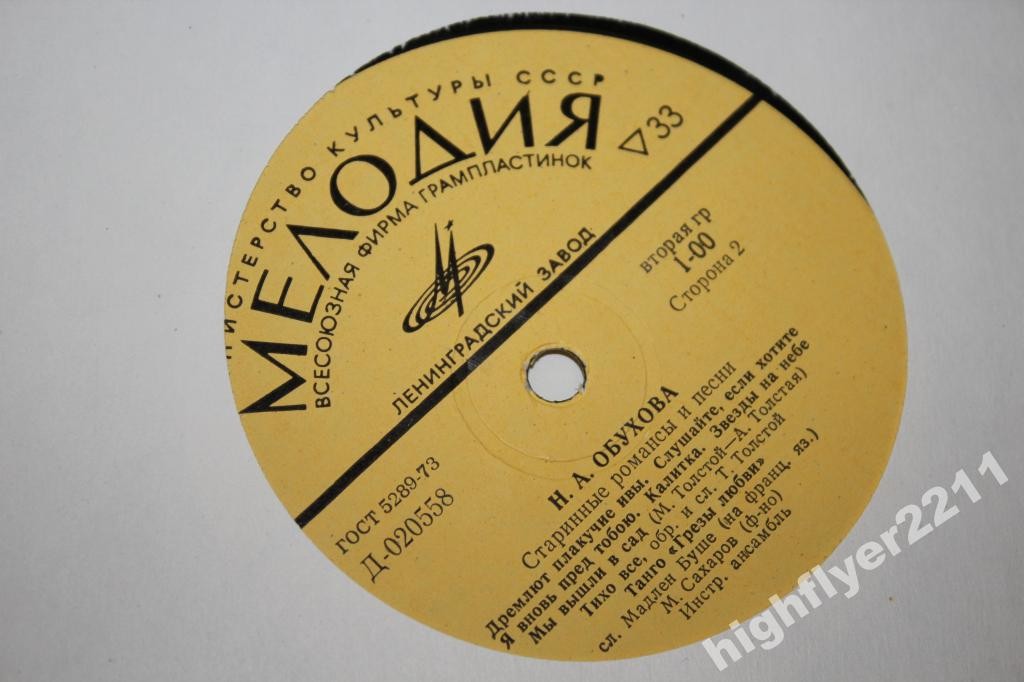 МИНИСТЕРСТВО КУЛЬТУРЫ СССР
МЕЛОДИЯ
ВСЕСОЮЗНАЯ ФИРМА ГРАМПЛАСТИНОК
ЛЕНИНГРАДСКИЙ ЗАВОД
▽33
вторая гр
1-00
Сторона 2
ГОСТ 5289-73
Д-020558
Н. А. ОБУХОВА
Старинные романсы и песни
Дремлют плакучие ивы. Слушайте, если хотите
Я вновь пред тобою. Калитка. Звезды на небе
Мы вышли в сад (М. Толстой—А. Толстая)
Тихо все, обр. и сл. Т. Толстой
Танго «Грезы любви»
сл. Мадлен Буше (на франц. яз.)
М. Сахаров (ф-но)
Инстр. ансамбль
highflyer2211